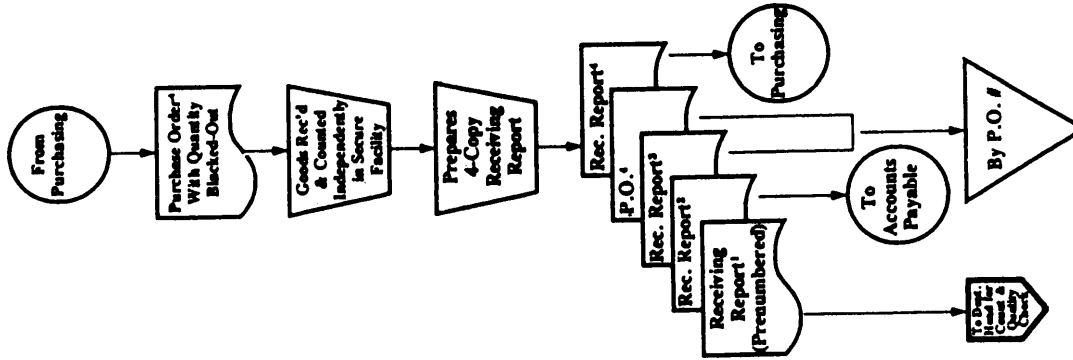 From
Purchasing
Purchase Order⁴
With Quantity
Blacked-Out
Goods Rec'd
& Counted
Independently
in Secure
Facility
Prepares
4-Copy
Receiving
Report
Rec. Report⁴
P.O.⁴
Rec. Report³
Rec. Report²
Receiving
Report¹
(Prenumbered)
To
Purchasing
To
Accounts
Payable
By P.O. #
To Dept.
Head for
Count &
Quality
Check